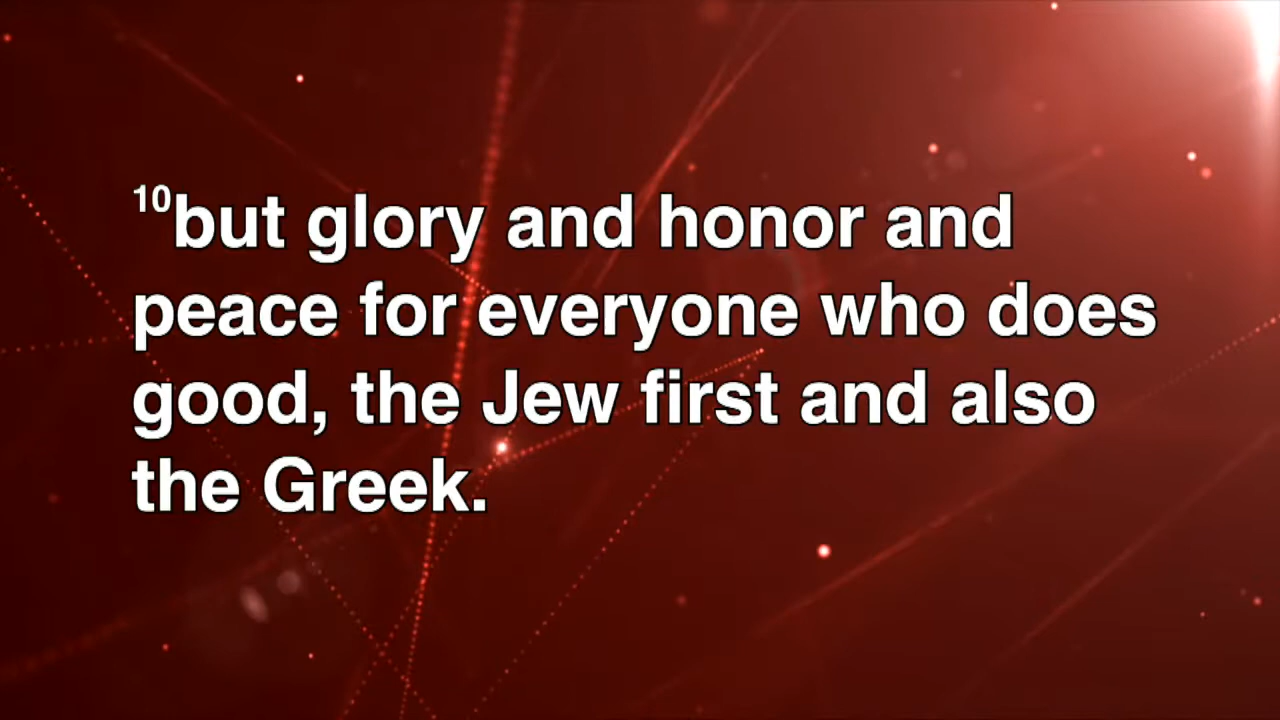 10but glory and honor and
peace for everyone who does
good, the Jew first and also
the Greek.